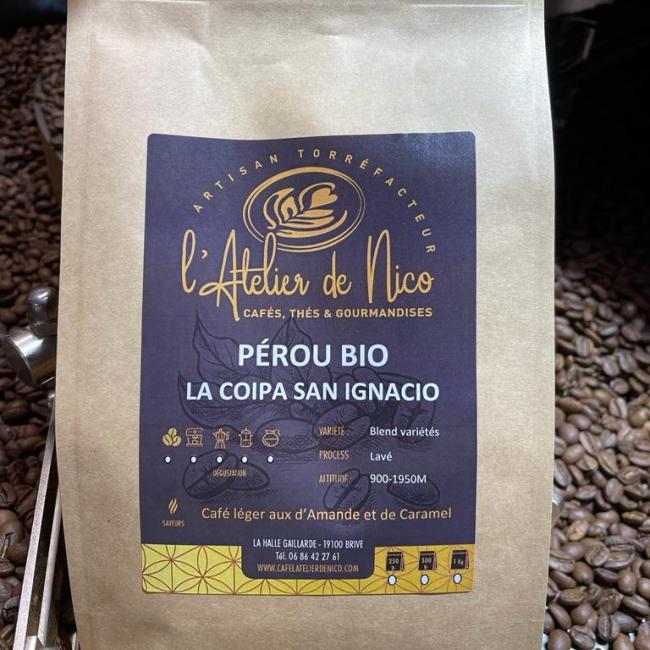 ARTISAN TORRÉFACTEUR
l'Atelier de Nico
CAFÉS, THÉS & GOURMANDISES
PÉROU BIO
LA COIPA SAN IGNACIO
VARIÉTÉ : Blend variétés
PROCESS Lavé
DÉGUSTATION
ALTITUDE 900-1950M
SAVEURS
Café léger aux d'Amande et de Caramel
LA HALLE GAILLARDE - 19100 BRIVE
Tél. 06 86 42 27 61
WWW.CAFELATELIERDENICO.COM
250 g. 500 g. 1 Kg